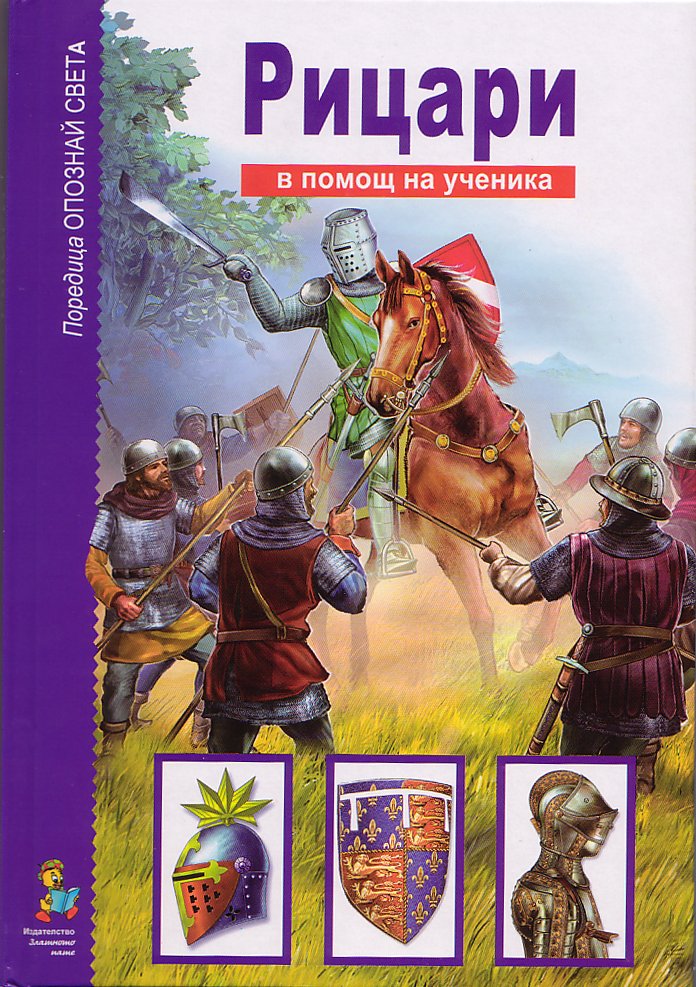 Рицари
в помощ на ученика
Поредица ОПОЗНАЙ СВЕТА
Издателство
Златното
пате